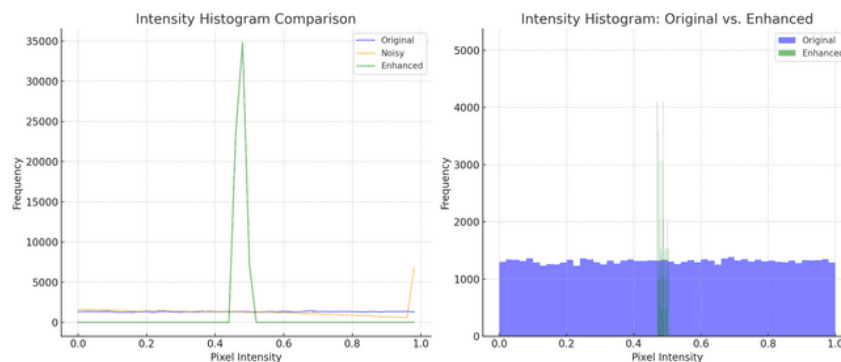 Intensity Histogram Comparison
Original
Noisy
Enhanced
35000
30000
25000
20000
15000
10000
5000
0
Frequency
0.0 0.2 0.4 0.6 0.8 1.0
Pixel Intensity
Intensity Histogram: Original vs. Enhanced
Original
Enhanced
5000
4000
3000
2000
1000
0
Frequency
0.0 0.2 0.4 0.6 0.8 1.0
Pixel Intensity